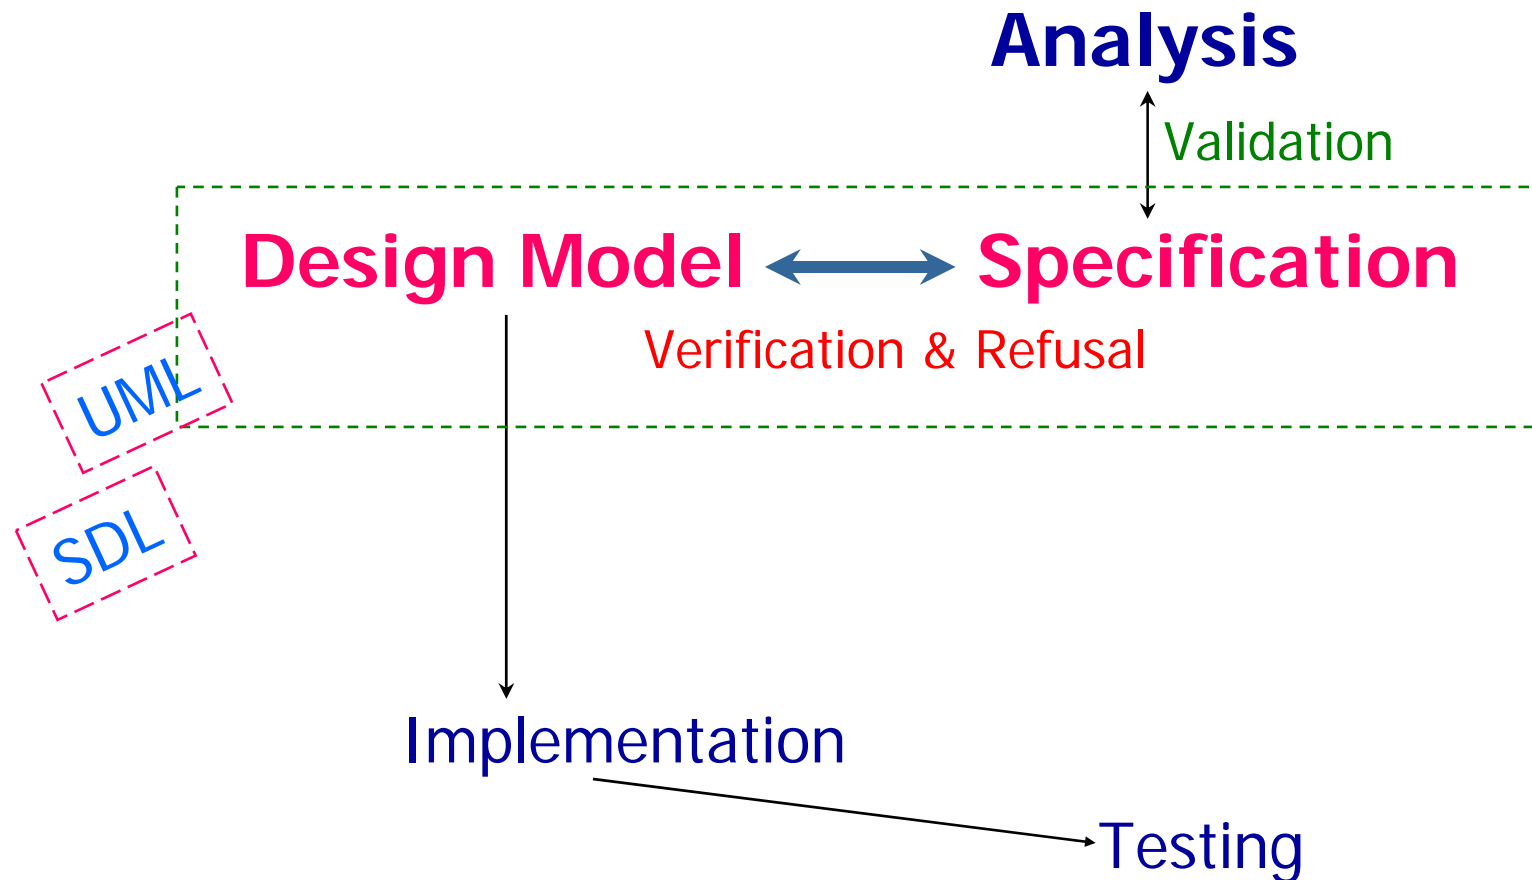 Analysis
Validation
Design Model
Specification
Verification & Refusal
UML
SDL
Implementation
Testing